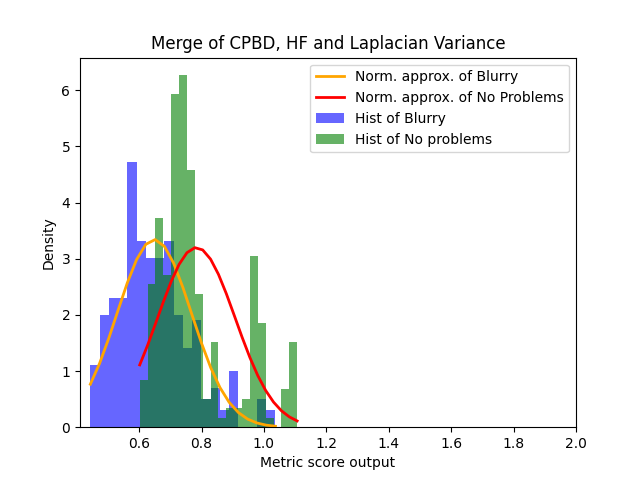 Merge of CPBD, HF and Laplacian Variance
Norm. approx. of Blurry
Norm. approx. of No Problems
Hist of Blurry
Hist of No problems
Density
6
5
4
3
2
1
0
0.6 0.8 1.0 1.2 1.4 1.6 1.8 2.0
Metric score output